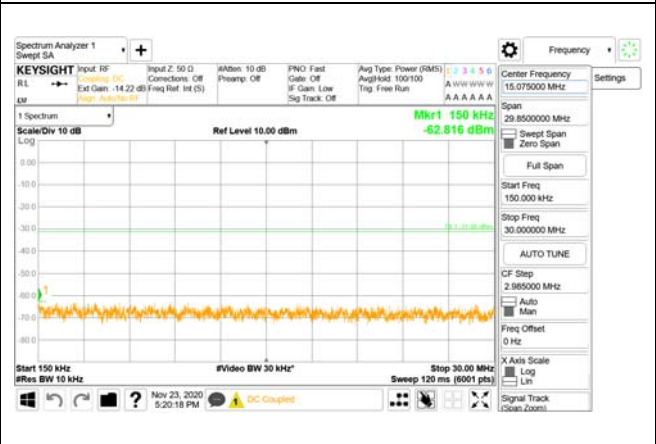 Spectrum Analyzer 1
Swept SA
+
Frequency
KEYSIGHT
RL
Input: RF
Coupling: DC
Ext Gain: -14.22 dB
Align: Auto/No RF
Input Z: 50 Ω
Corrections: Off
Freq Ref: Int (S)
#Atten: 10 dB
Preamp: Off
PNO: Fast
Gate: Off
IF Gain: Low
Sig Track: Off
Avg Type: Power (RMS)
Avg|Hold: 100/100
Trig: Free Run
1 2 3 4 5 6
A W W W W W
A A A A A A
1 Spectrum
Scale/Div 10 dB
Log
Ref Level 10.00 dBm
Mkr1 150 kHz
-62.816 dBm
0.00
-10.0
-20.0
-30.0
-40.0
-50.0
-60.0
-70.0
-80.0
1
Start 150 kHz
#Res BW 10 kHz
#Video BW 30 kHz*
Stop 30.00 MHz
Sweep 120 ms (6001 pts)
Nov 23, 2020
5:20:18 PM
DC Coupled
Center Frequency
15.075000 MHz
Settings
Span
29.8500000 MHz
Swept Span
Zero Span
Full Span
Start Freq
150.000 kHz
Stop Freq
30.000000 MHz
AUTO TUNE
CF Step
2.985000 MHz
Auto
Man
Freq Offset
0 Hz
X Axis Scale
Log
Lin
Signal Track
(Span Zoom)